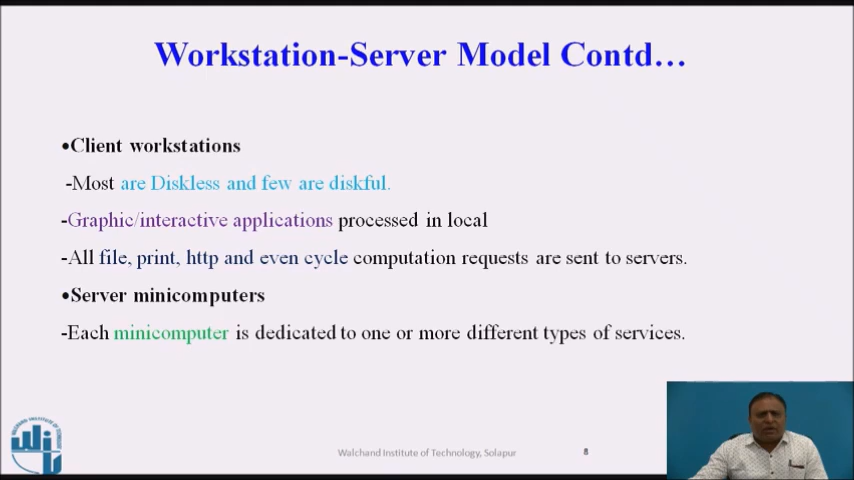 Workstation-Server Model Contd…
•Client workstations
-Most are Diskless and few are diskful.
-Graphic/interactive applications processed in local
-All file, print, http and even cycle computation requests are sent to servers.
•Server minicomputers
-Each minicomputer is dedicated to one or more different types of services.
Walchand Institute of Technology, Solapur
8